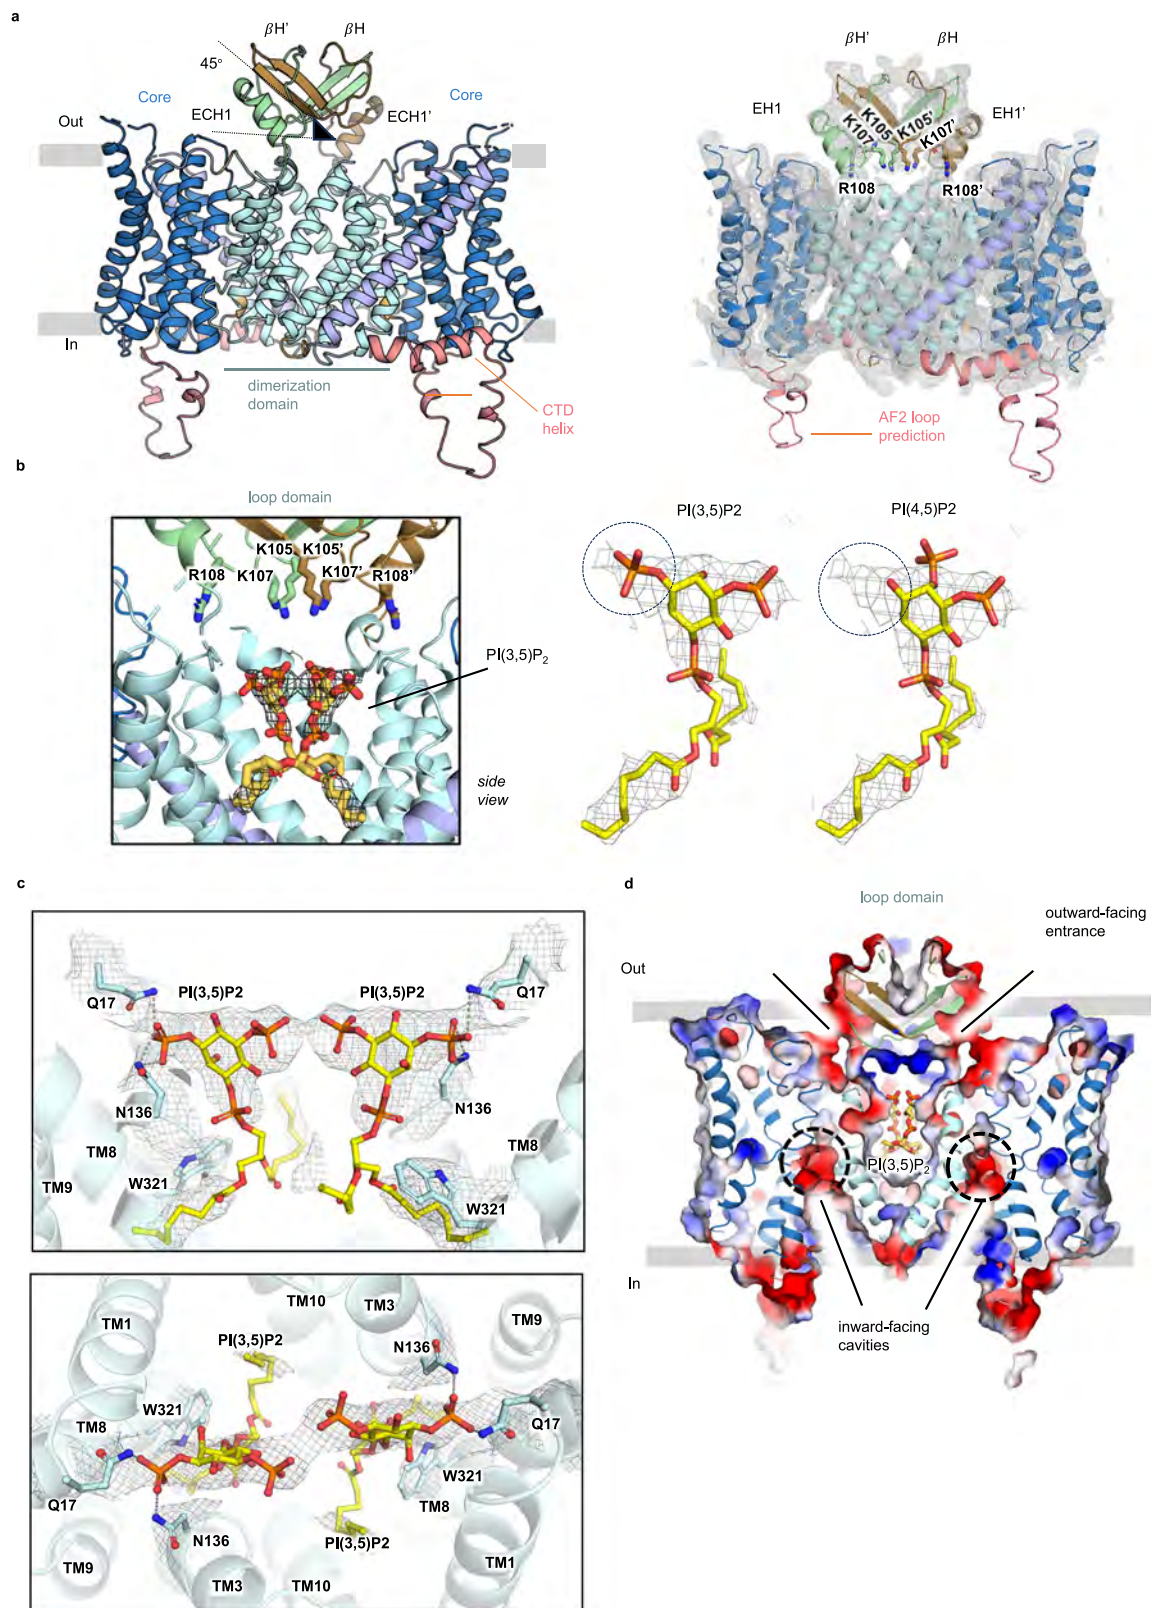 a
βH’ βH
45°
Core
ECH1
ECH1’
Core
Out
In
dimerization
domain
CTD
helix
βH’ βH
EH1
EH1’
K105
K107
K105’
K107’
R108
R108’
AF2 loop
prediction
b
loop domain
K105 K105’
R108 K107 K107’ R108’
PI(3,5)P₂
side
view
PI(3,5)P2
PI(4,5)P2
c
Q17
PI(3,5)P2
PI(3,5)P2
Q17
N136
N136
TM8
TM9
W321
TM8
W321
TM10
TM3
TM9
TM1
PI(3,5)P2
N136
W321
TM8
Q17
Q17
W321
TM8
N136
PI(3,5)P2
TM9
TM3
TM10
TM1
d
loop domain
outward-facing
entrance
Out
PI(3,5)P₂
In
inward-facing
cavities